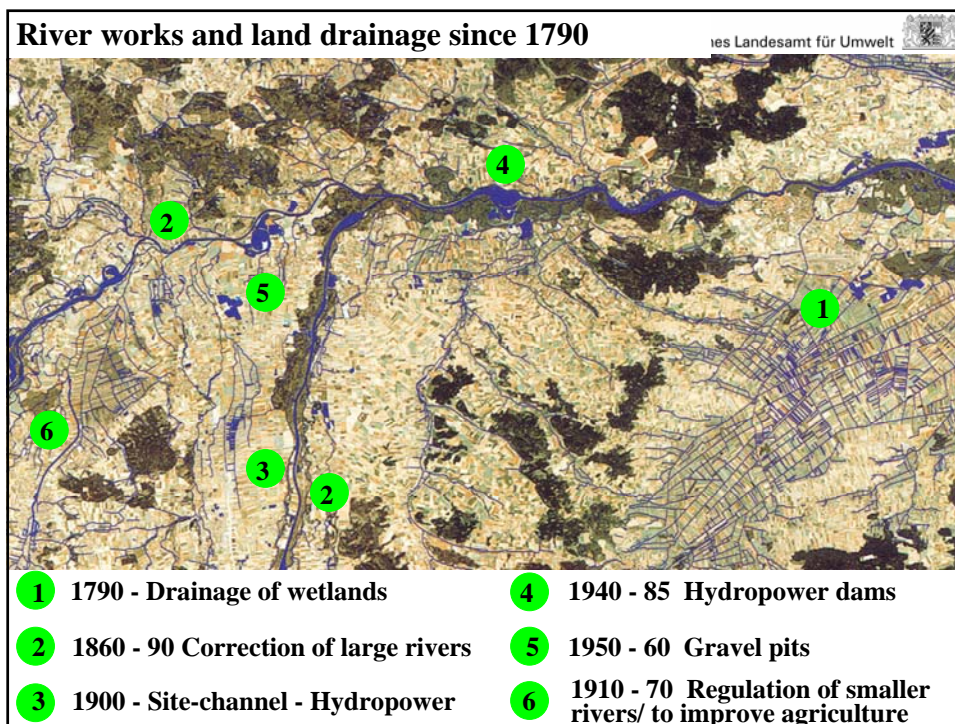 River works and land drainage since 1790
Landesamt für Umwelt
4
2
5
1
6
3
2
1 1790 - Drainage of wetlands
2 1860 - 90 Correction of large rivers
3 1900 - Site-channel - Hydropower
4 1940 - 85 Hydropower dams
5 1950 - 60 Gravel pits
6 1910 - 70 Regulation of smaller
rivers/ to improve agriculture